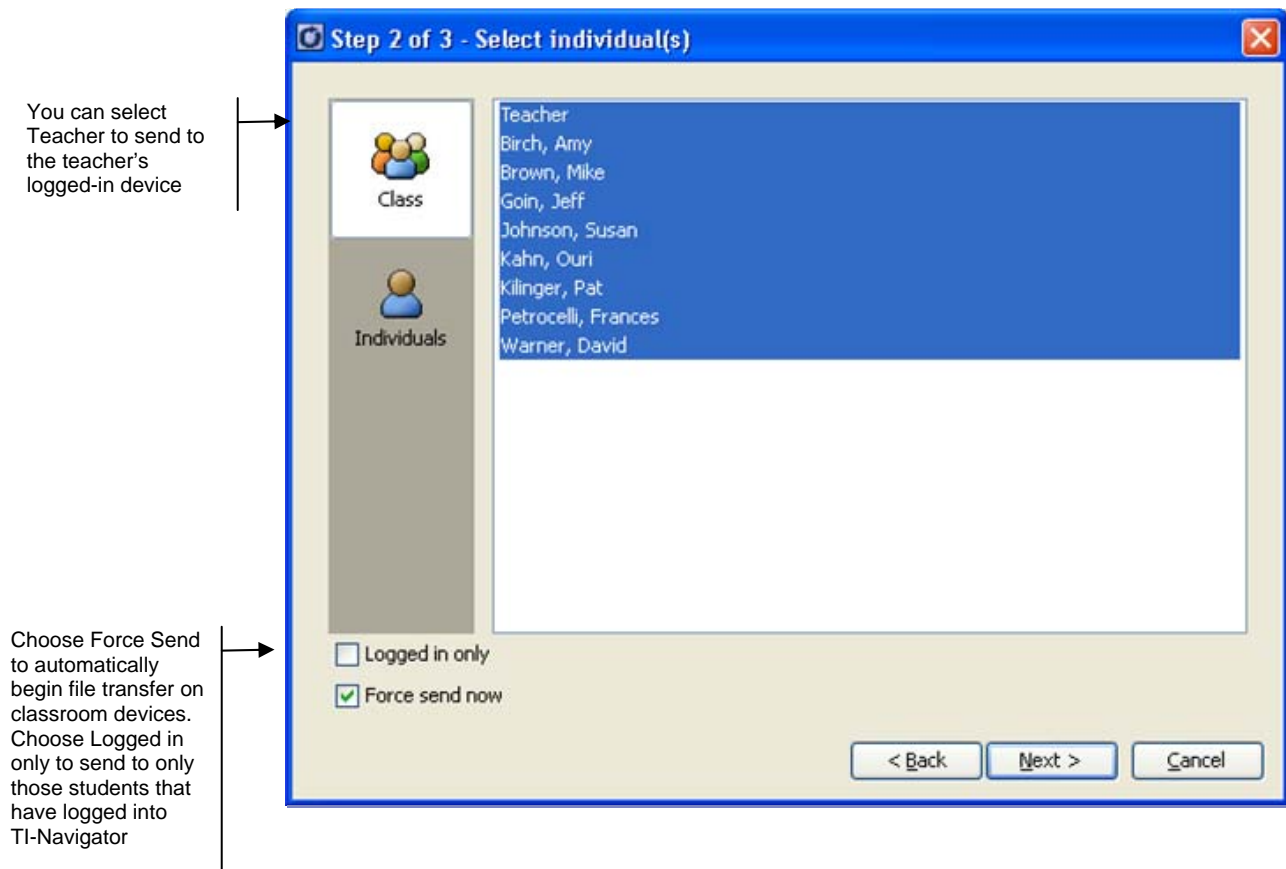 Step 2 of 3 - Select individual(s)
You can select
Teacher to send to
the teacher's
logged-in device
Class
Individuals
Teacher
Birch, Amy
Brown, Mike
Goin, Jeff
Johnson, Susan
Kahn, Ouri
Kilinger, Pat
Petrocelli, Frances
Warner, David
Choose Force Send
to automatically
begin file transfer on
classroom devices.
Choose Logged in
only to send to only
those students that
have logged into
TI-Navigator
Logged in only
Force send now
< Back
Next >
Cancel